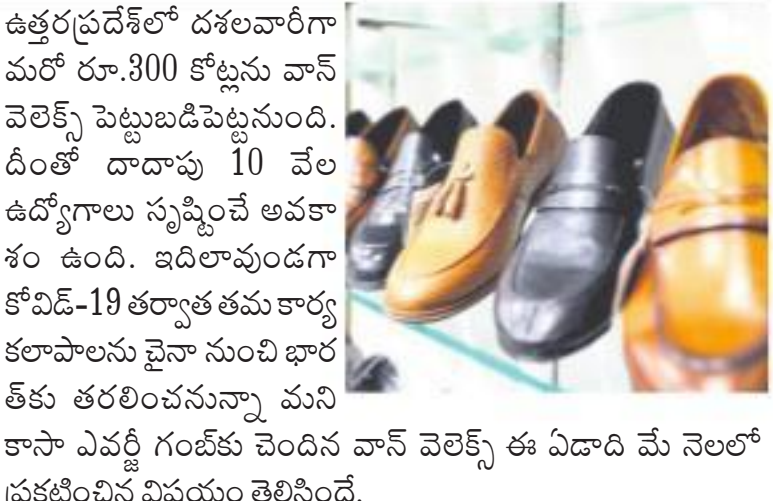 ఉత్తరప్రదేశ్‌లో దశలవారీగా
మరో రూ.300 కోట్లను వాన్
వెలెక్స్ పెట్టుబడిపెట్టనుంది.
దీంతో దాదాపు 10 వేల
ఉద్యోగాలు సృష్టించే అవకా
శం ఉంది. ఇదిలావుండగా
కోవిడ్-19 తర్వాత తమ కార్య
కలాపాలను చైనా నుంచి భార
త్‌కు తరలించనున్నా మని
కాసా ఎవర్జీ గంబ్‌కు చెందిన వాన్ వెలెక్స్ ఈ ఏడాది మే నెలలో
ప్రకటించిన విషయం తెలిసిందే.